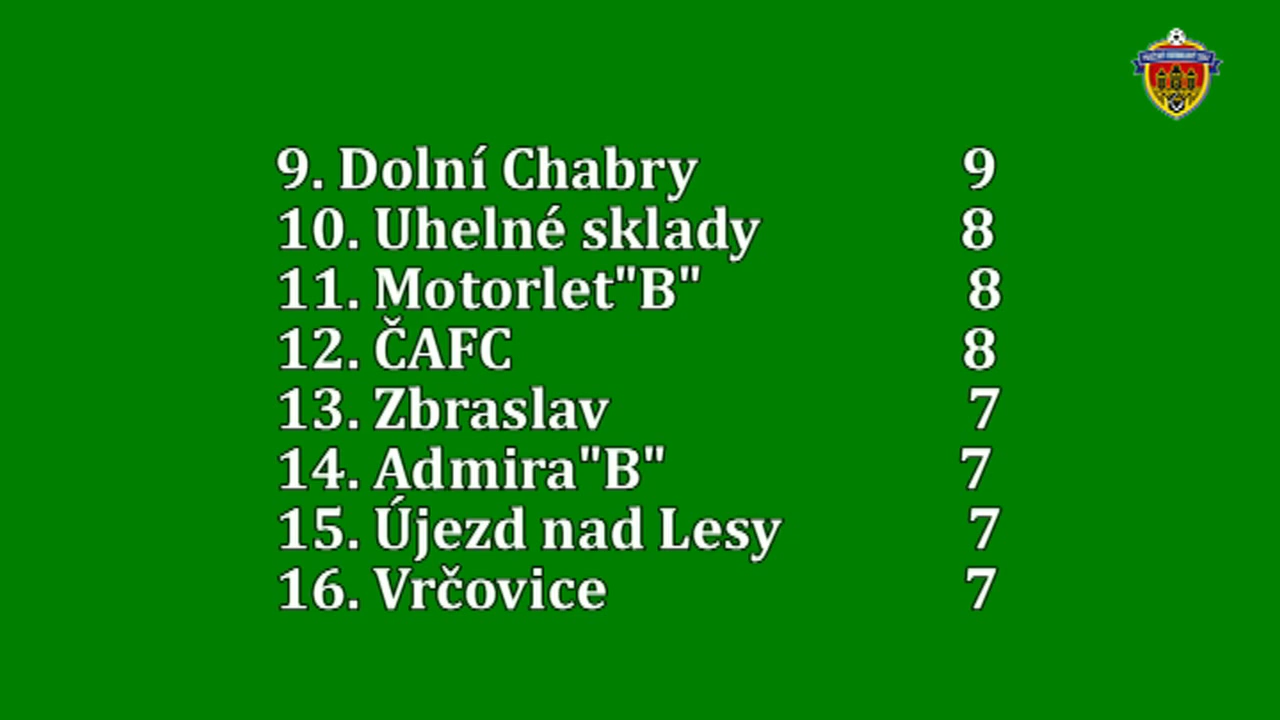 9. Dolní Chabry 9
10. Uhelné sklady 8
11. Motorlet"B" 8
12. ČAFC 8
13. Zbraslav 7
14. Admira"B" 7
15. Újezd nad Lesy 7
16. Vrčovice 7